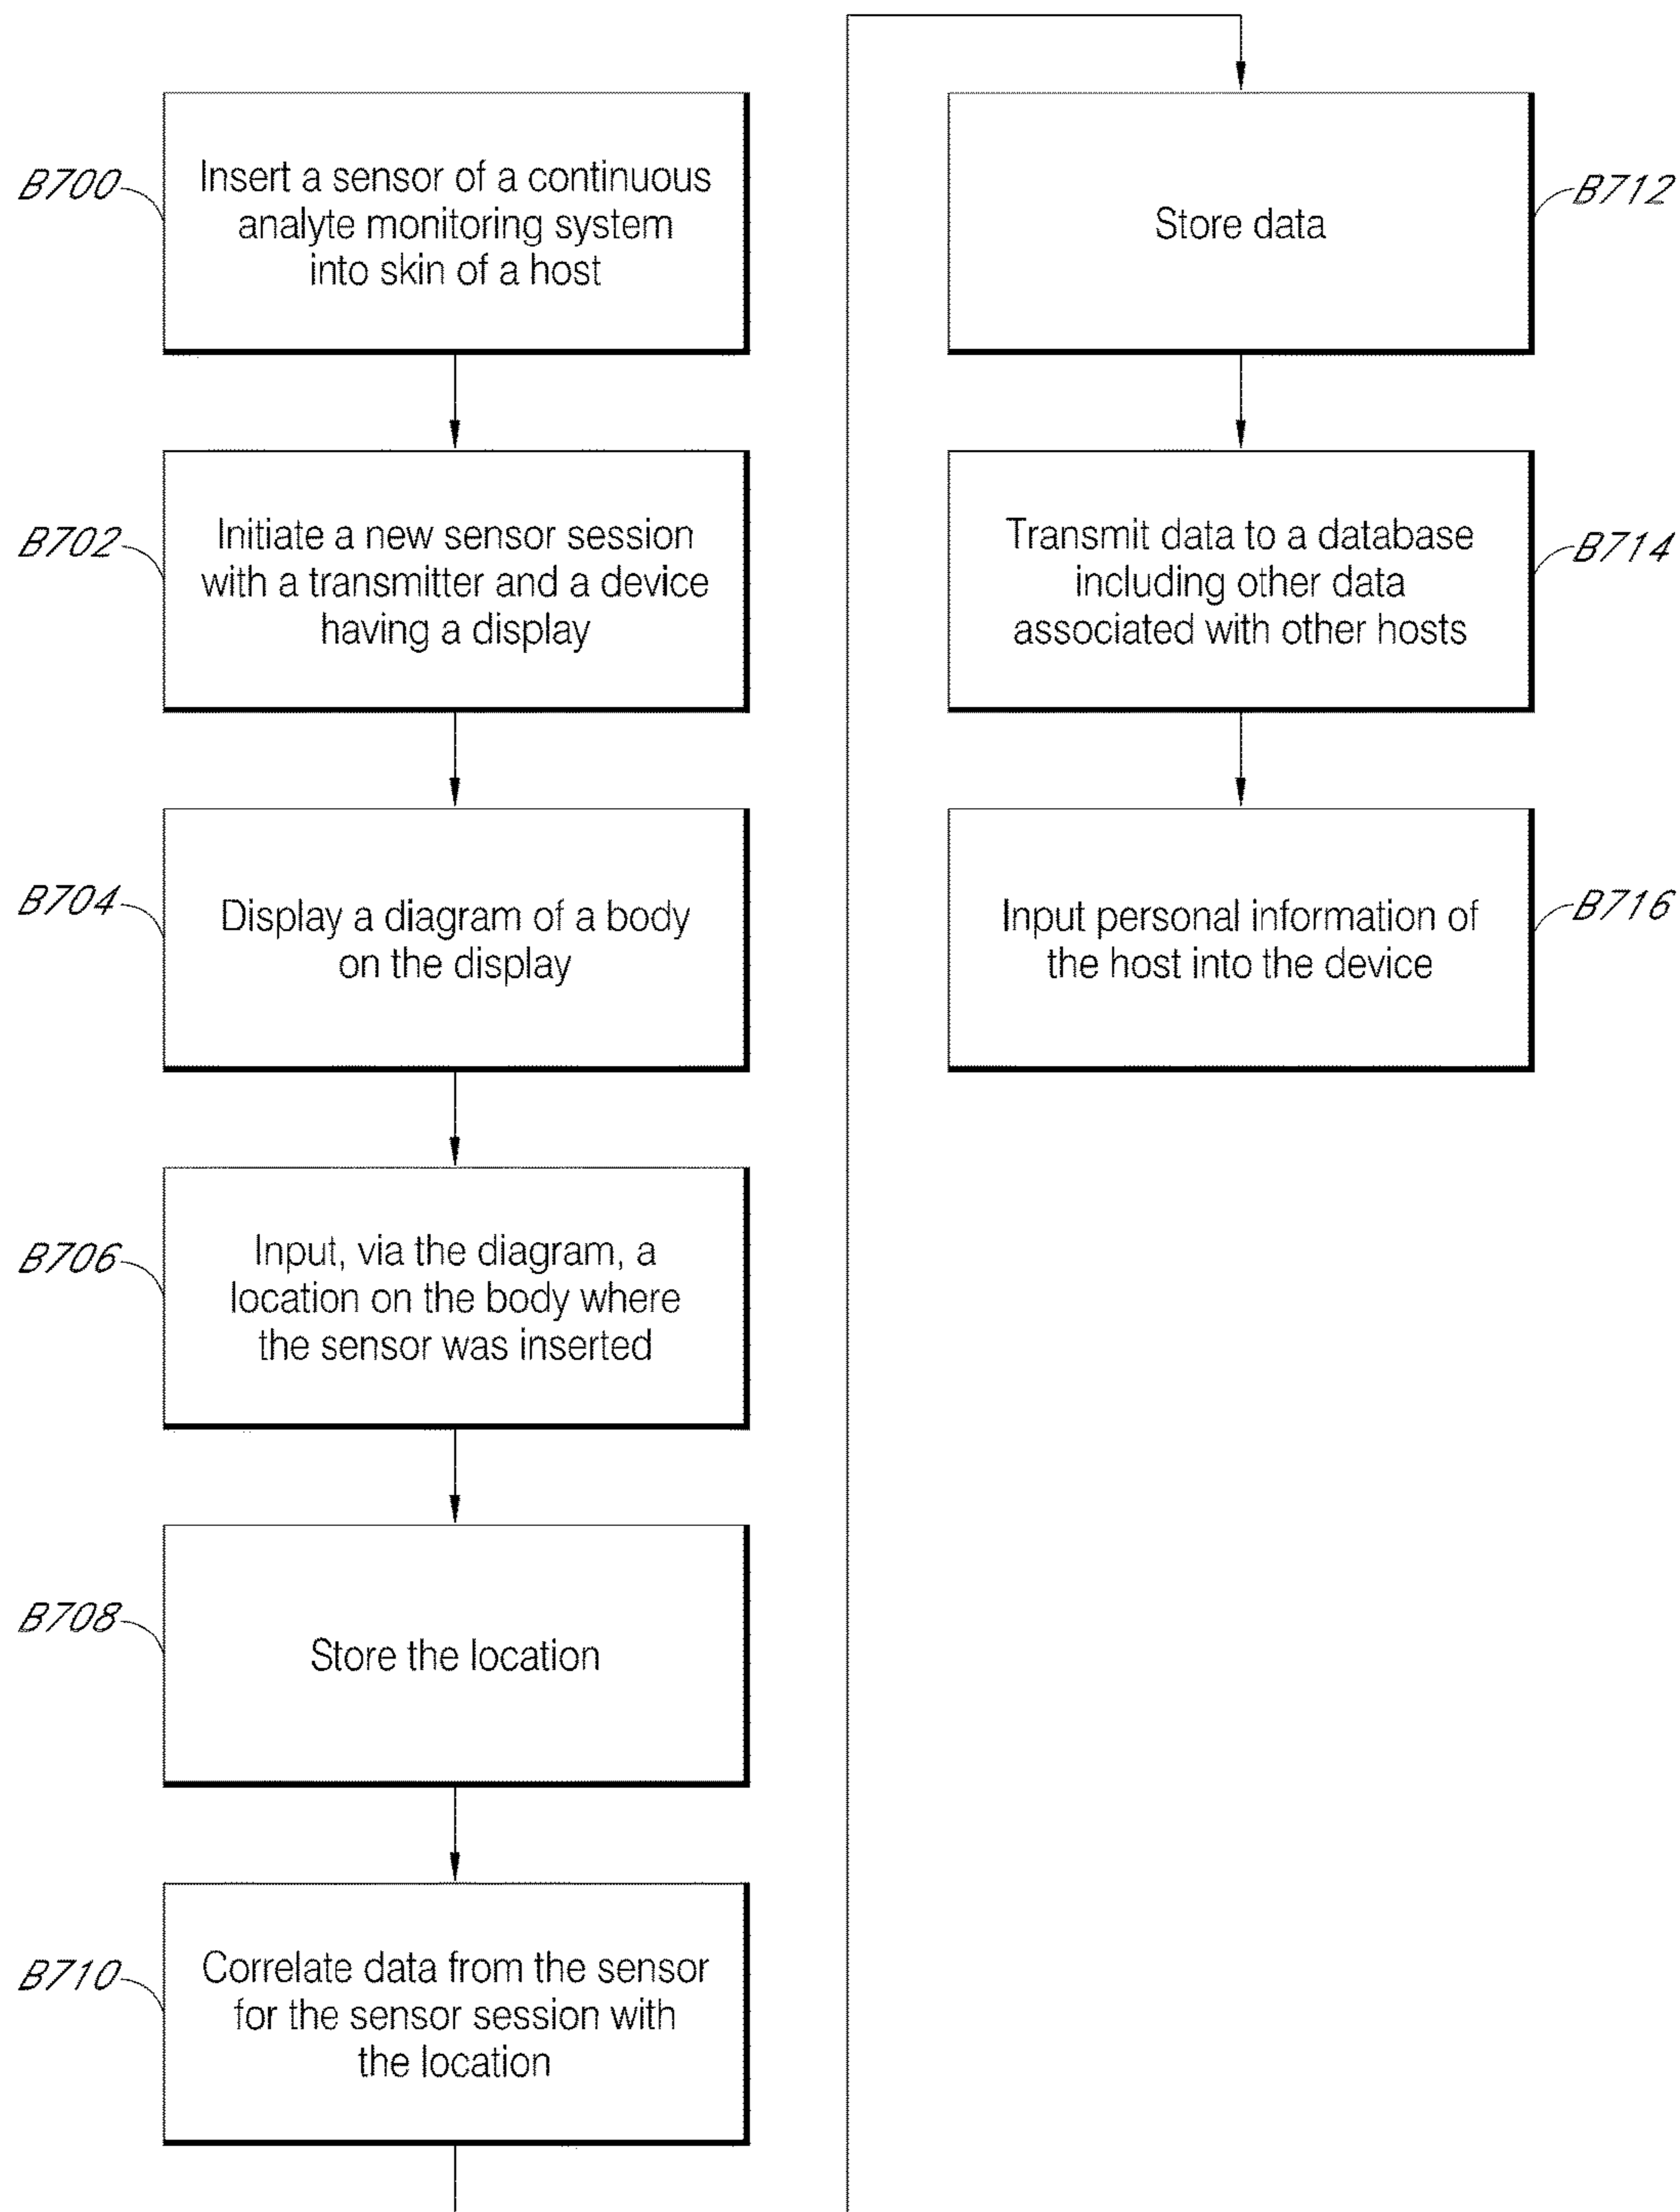 B700
Insert a sensor of a continuous
analyte monitoring system
into skin of a host
B702
Initiate a new sensor session
with a transmitter and a device
having a display
B704
Display a diagram of a body
on the display
B706
Input, via the diagram, a
location on the body where
the sensor was inserted
B708
Store the location
B710
Correlate data from the sensor
for the sensor session with
the location
B712
Store data
B714
Transmit data to a database
including other data
associated with other hosts
B716
Input personal information of
the host into the device